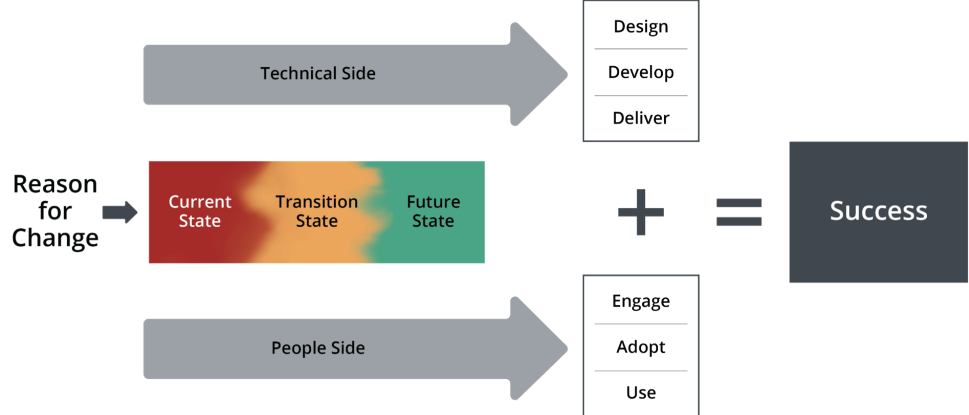 Technical Side
Design
Develop
Deliver
Reason
for
Change
Current
State
Transition
State
Future
State
+
=
Success
People Side
Engage
Adopt
Use